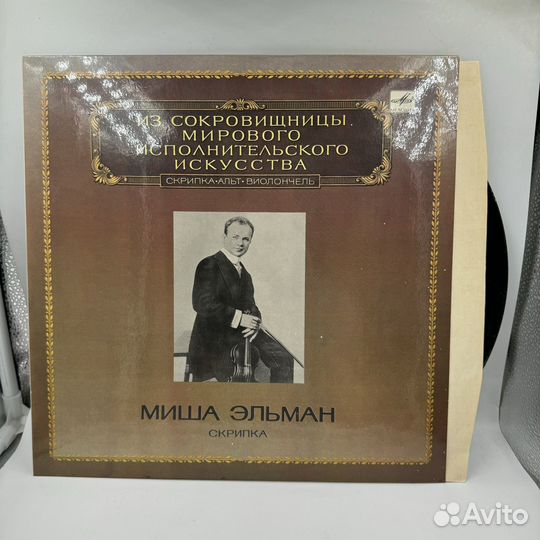 ИЗ СОКРОВИЩНИЦЫ
МИРОВОГО
ИСПОЛНИТЕЛЬСКОГО
ИСКУССТВА
СКРИПКА•АЛЬТ•ВИОЛОНЧЕЛЬ
МИША ЭЛЬМАН
СКРИПКА
Avito